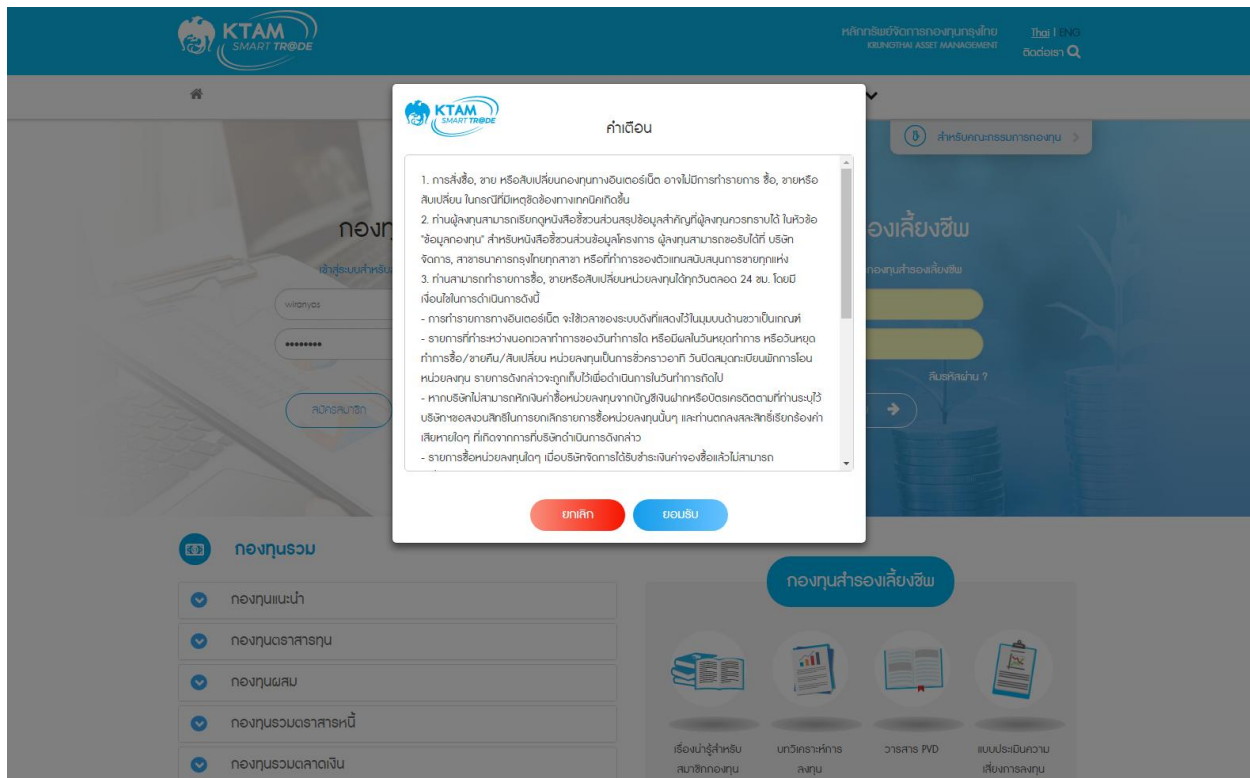 KTAM
SMART TR@DE
หลักทรัพย์จัดการกองทุนกรุงไทย
KRUNGTHAI ASSET MANAGEMENT
Thai | ENG
ติดต่อเรา
KTAM
SMART TR@DE
คำเตือน
สำหรับคณะกรรมการกองทุน
1. การสั่งซื้อ, ขาย หรือสับเปลี่ยนกองทุนทางอินเตอร์เน็ต อาจไม่มีการทำรายการ ซื้อ, ขายหรือ
สับเปลี่ยน ในกรณีที่มีเหตุขัดข้องทางเทคนิคเกิดขึ้น
2. ท่านผู้ลงทุนสามารถเรียกดูหนังสือชี้ชวนส่วนสรุปข้อมูลสำคัญที่ผู้ลงทุนควรทราบได้ ในหัวข้อ
"ข้อมูลกองทุน" สำหรับหนังสือชี้ชวนส่วนข้อมูลโครงการ ผู้ลงทุนสามารถขอรับได้ที่ บริษัท
จัดการ, สาขาธนาคารกรุงไทยทุกสาขา หรือที่ทำการของตัวแทนสนับสนุนการขายทุกแห่ง
3. ท่านสามารถทำรายการซื้อ, ขายหรือสับเปลี่ยนหน่วยลงทุนได้ทุกวันตลอด 24 ชม. โดยมี
เงื่อนไขในการดำเนินการดังนี้
- การทำรายการทางอินเตอร์เน็ต จะใช้เวลาของระบบดังที่แสดงไว้ในมุมบนด้านขวาเป็นเกณฑ์
- รายการที่ทำระหว่างนอกเวลาทำการของวันทำการใด หรือมีผลในวันหยุดทำการ หรือวันหยุด
ทำการซื้อ/ขายคืน/สับเปลี่ยน หน่วยลงทุนเป็นการชั่วคราวอาทิ วันปิดสมุดทะเบียนพักการโอน
หน่วยลงทุน รายการดังกล่าวจะถูกเก็บไว้เพื่อดำเนินการในวันทำการถัดไป
- หากบริษัทไม่สามารถหักเงินค่าซื้อหน่วยลงทุนจากบัญชีเงินฝากหรือบัตรเครดิตตามที่ท่านระบุไว้
บริษัทฯขอสงวนสิทธิในการยกเลิกรายการซื้อหน่วยลงทุนนั้นๆ และท่านตกลงสละสิทธิ์เรียกร้องค่า
เสียหายใดๆ ที่เกิดจากการที่บริษัทดำเนินการดังกล่าว
- รายการซื้อหน่วยลงทุนใดๆ เมื่อบริษัทจัดการได้รับชำระเงินค่าจองซื้อแล้วไม่สามารถ
ยกเลิก
ยอมรับ
องเลี้ยงชีพ
กองทุนสำรองเลี้ยงชีพ
wiranyas
ลืมรหัสผ่าน ?
สมัครสมาชิก
กองทุนรวม
กองทุนแนะนำ
กองทุนตราสารทุน
กองทุนผสม
กองทุนรวมตราสารหนี้
กองทุนรวมตลาดเงิน
กองทุนสำรองเลี้ยงชีพ
เรื่องน่ารู้สำหรับ
สมาชิกกองทุน
บทวิเคราะห์การ
ลงทุน
วารสาร PVD
แบบประเมินความ
เสี่ยงการลงทุน